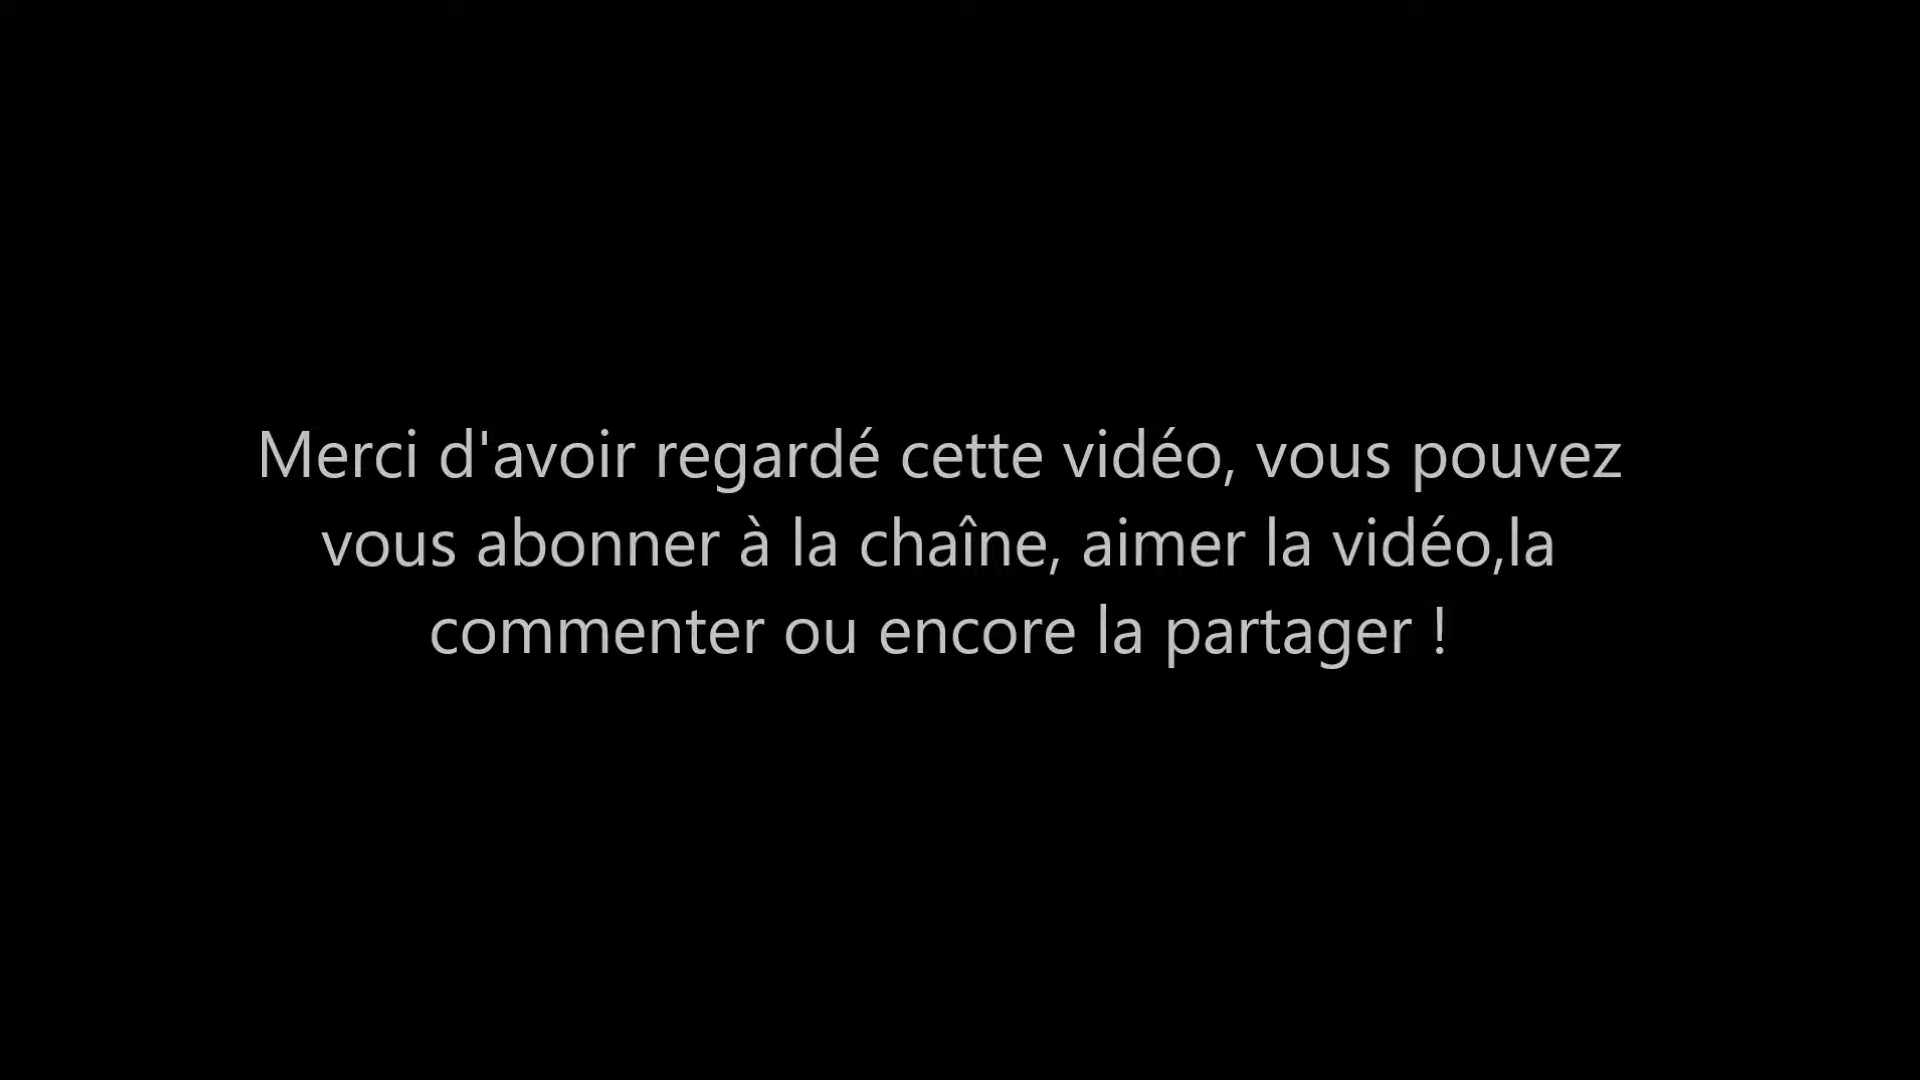 Merci d'avoir regardé cette vidéo, vous pouvez
vous abonner à la chaîne, aimer la vidéo,la
commenter ou encore la partager !